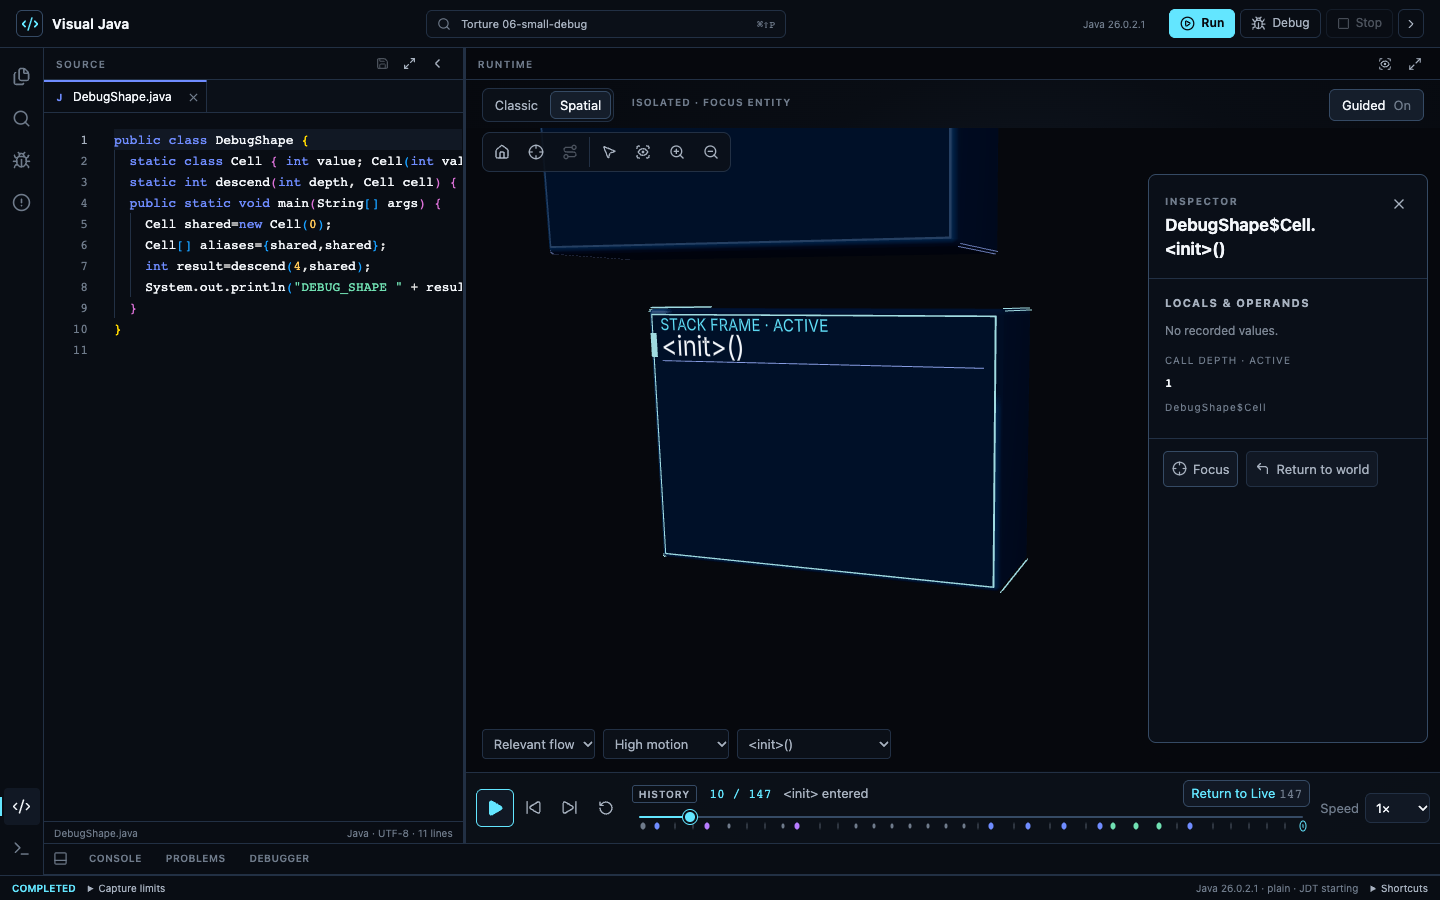 Visual Java
Torture 06-small-debug
⌘⇧P
Java 26.0.2.1
Run
Debug
Stop
SOURCE
RUNTIME
J DebugShape.java
Classic
Spatial
ISOLATED · FOCUS ENTITY
Guided On
1 public class DebugShape {
2 static class Cell { int value; Cell(int val
3 static int descend(int depth, Cell cell) {
4 public static void main(String[] args) {
5 Cell shared=new Cell(0);
6 Cell[] aliases={shared,shared};
7 int result=descend(4,shared);
8 System.out.println("DEBUG_SHAPE " + resul
9 }
10 }
11
STACK FRAME · ACTIVE
<init>()
INSPECTOR
DebugShape$Cell.
<init>()
LOCALS & OPERANDS
No recorded values.
CALL DEPTH · ACTIVE
1
DebugShape$Cell
Focus
Return to world
Relevant flow
High motion
<init>()
HISTORY
10 / 147
<init> entered
Return to Live 147
Speed
1×
DebugShape.java
Java · UTF-8 · 11 lines
CONSOLE
PROBLEMS
DEBUGGER
COMPLETED
Capture limits
Java 26.0.2.1 · plain · JDT starting
Shortcuts